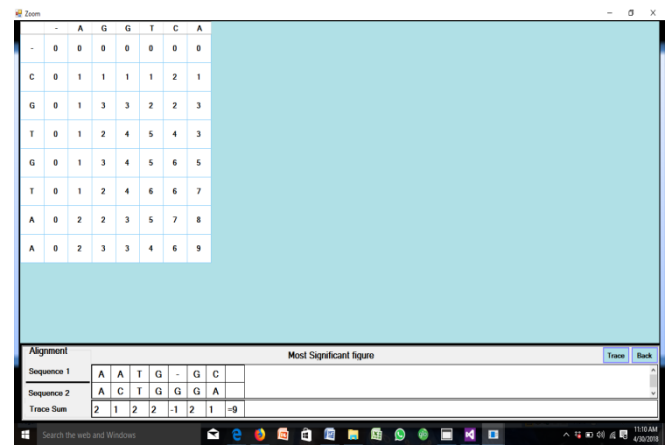 Zoom
- A G G T C A
- 0 0 0 0 0 0 0
C 0 1 1 1 1 2 1
G 0 1 3 3 2 2 3
T 0 1 2 4 5 4 3
G 0 1 3 4 5 6 5
T 0 1 2 4 6 6 7
A 0 2 2 3 5 7 8
A 0 2 3 3 4 6 9
Alignment Most Significant figure Trace Back
Sequence 1 A A T G - G C
Sequence 2 A C T G G G A
Trace Sum 2 1 2 2 -1 2 1 =9
Search the web and Windows 11:10 AM
4/30/2018